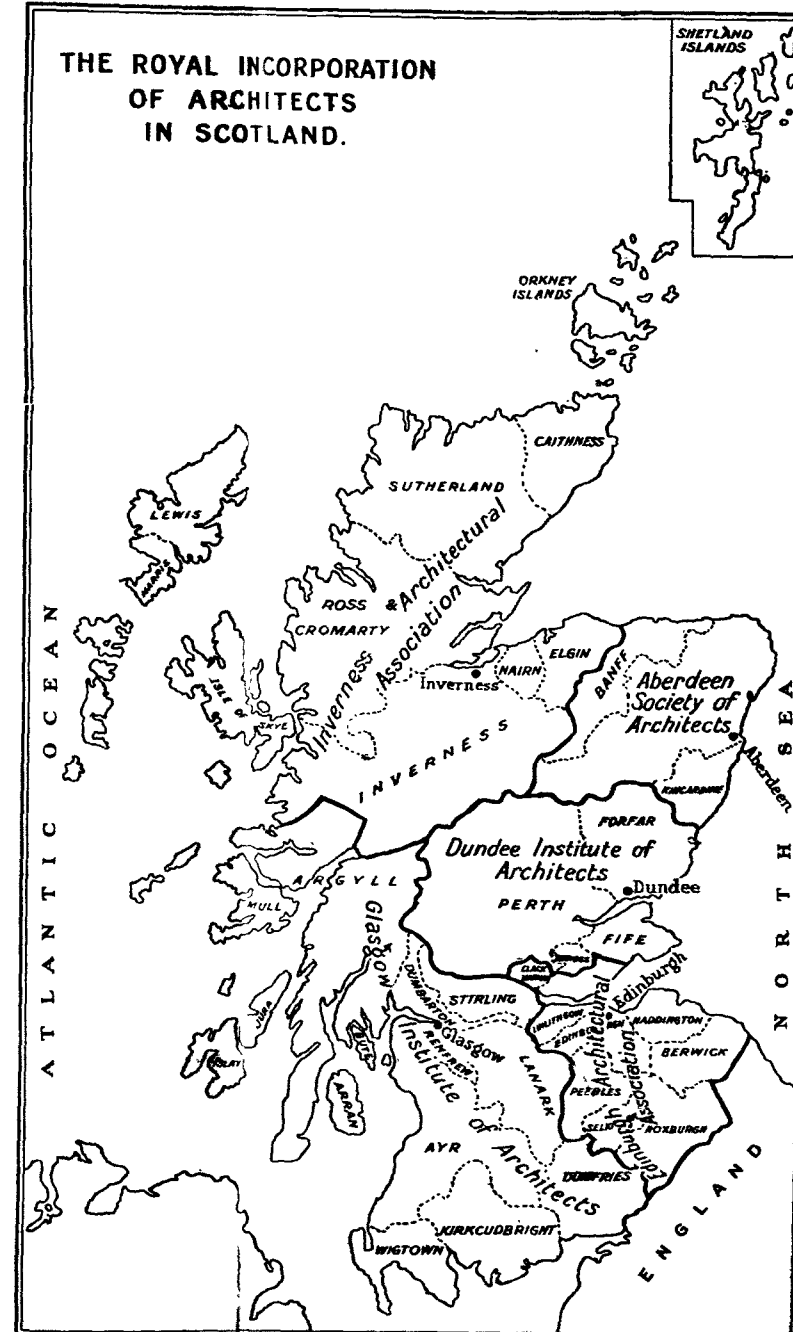 THE ROYAL INCORPORATION
OF ARCHITECTS
IN SCOTLAND.
SHETLAND
ISLANDS
ORKNEY
ISLANDS
CAITHNESS
SUTHERLAND
LEWIS
HARRIS
ROSS &
CROMARTY
Inverness Architectural
Association
ISLE OF
SKYE
Inverness
NAIRN
ELGIN
BANFF
Aberdeen
Society of
Architects
Aberdeen
KINCARDINE
INVERNESS
FORFAR
Dundee Institute of
Architects
Dundee
PERTH
FIFE
ARGYLL
MULL
JURA
ISLAY
BUTE
ARRAN
DUMBARTON
STIRLING
Glasgow
Glasgow
Institute
of Architects
RENFREW
LANARK
AYR
Edinburgh
Edinburgh
Architectural
Association
LINLITHGOW
EDINBURGH
HADDINGTON
BERWICK
PEEBLES
ROXBURGH
DUMFRIES
KIRKCUDBRIGHT
WIGTOWN
ATLANTIC OCEAN
NORTH SEA
ENGLAND